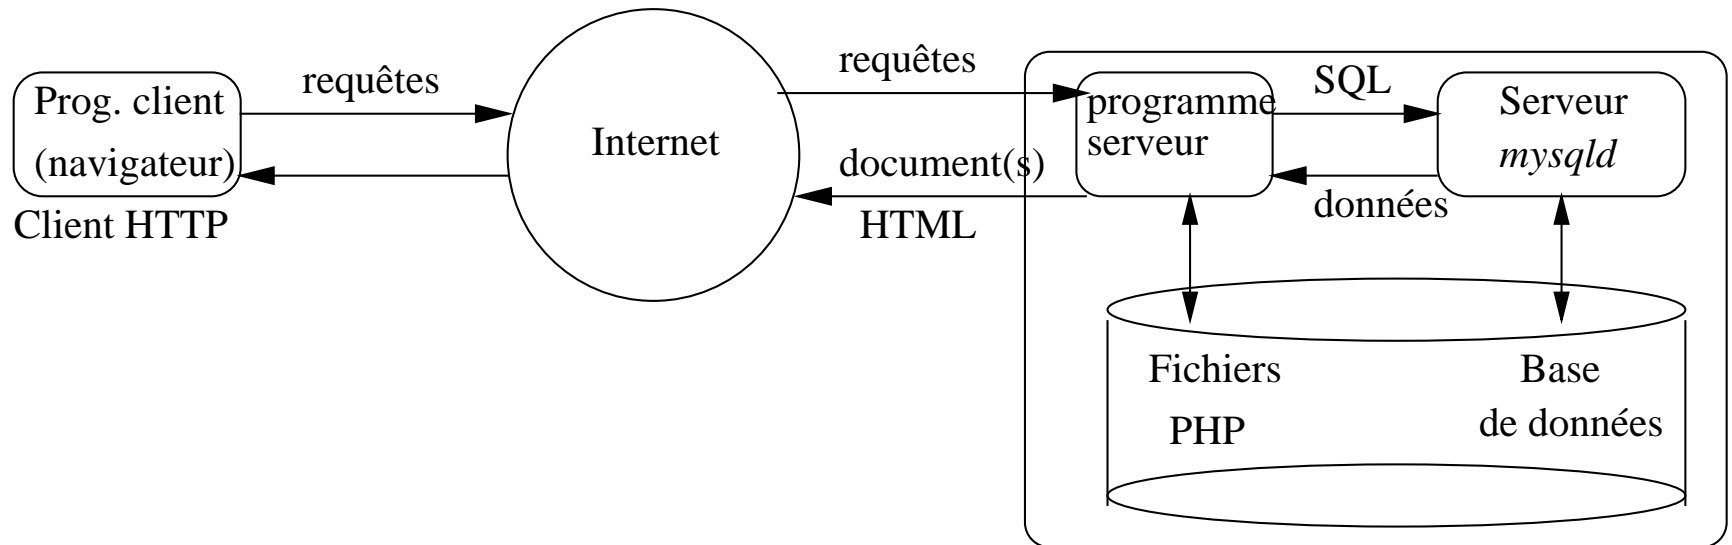 Prog. client
(navigateur)
Client HTTP
requêtes
Internet
requêtes
document(s)
HTML
programme
serveur
SQL
données
Serveur
mysqld
Fichiers
PHP
Base
de données